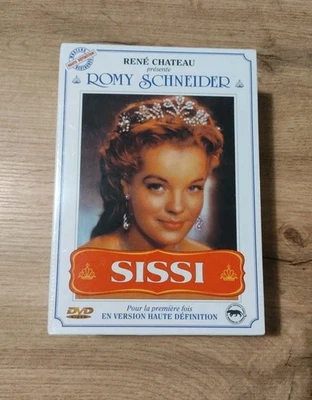 RENÉ CHATEAU
présente
ROMY SCHNEIDER
SISSI
DVD
Pour la première fois
EN VERSION HAUTE DÉFINITION